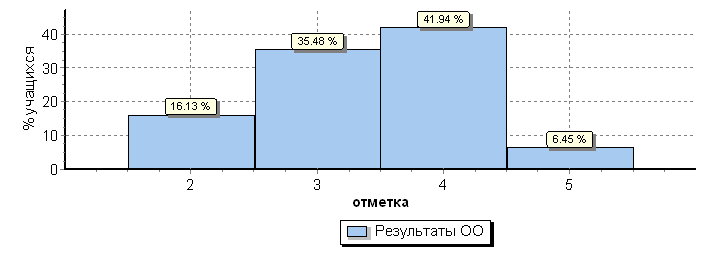 % учащихся
40
30
20
10
0
16.13 %
35.48 %
41.94 %
6.45 %
2 3 4 5
отметка
Результаты ОО